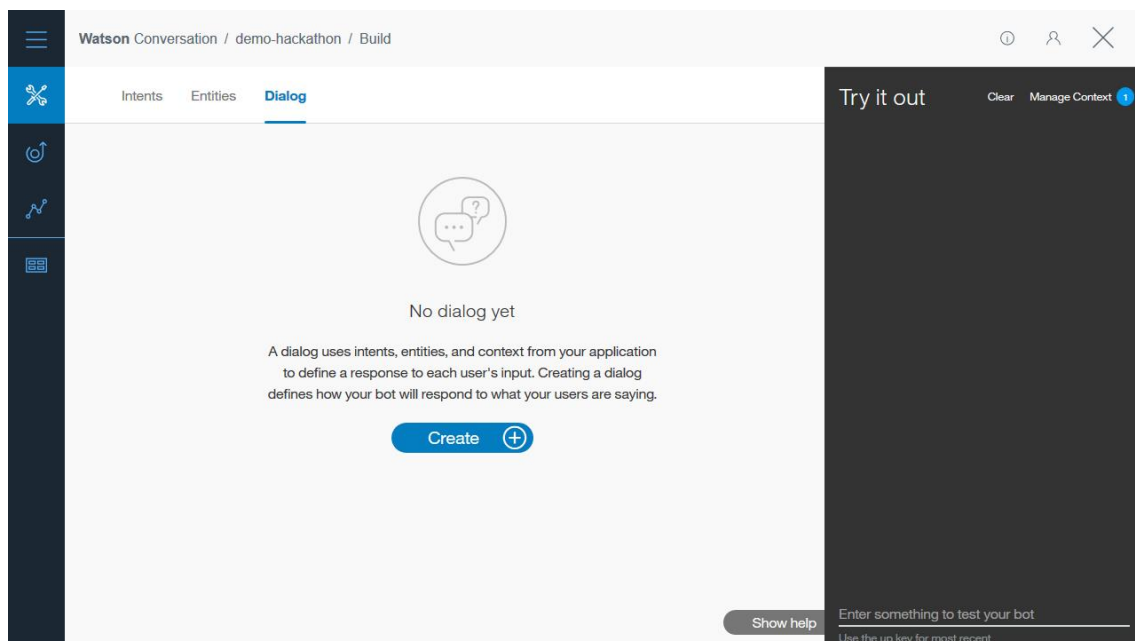 Watson Conversation / demo-hackathon / Build
Intents Entities Dialog
Try it out Clear Manage Context 1
?
No dialog yet
A dialog uses intents, entities, and context from your application
to define a response to each user's input. Creating a dialog
defines how your bot will respond to what your users are saying.
Create
Show help
Enter something to test your bot
Use the up key for most recent